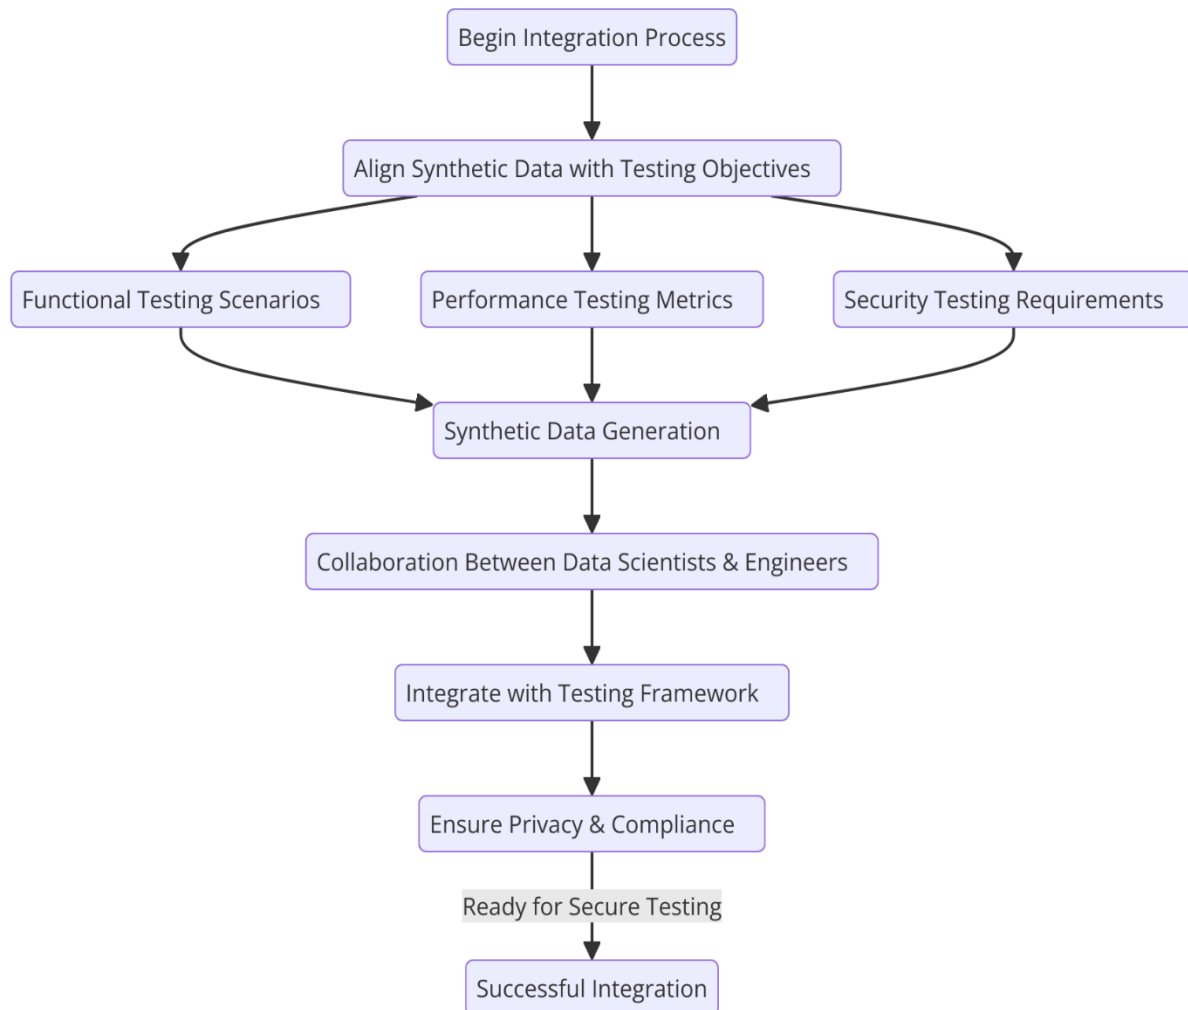 Begin Integration Process
Align Synthetic Data with Testing Objectives
Functional Testing Scenarios
Performance Testing Metrics
Security Testing Requirements
Synthetic Data Generation
Collaboration Between Data Scientists & Engineers
Integrate with Testing Framework
Ensure Privacy & Compliance
Ready for Secure Testing
Successful Integration